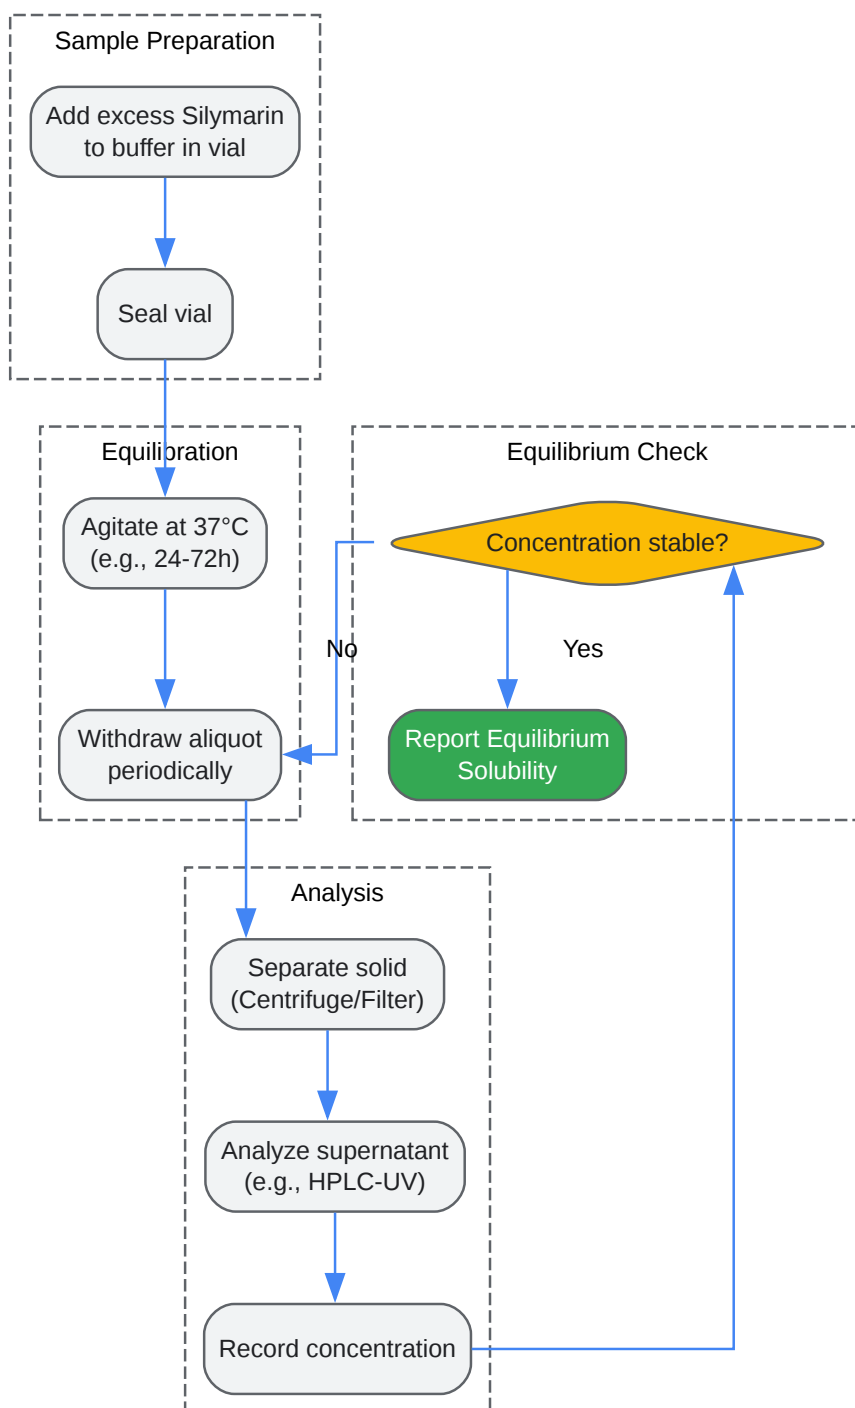 Sample Preparation
Add excess Silymarin
to buffer in vial
Seal vial
Equilibration
Agitate at 37°C
(e.g., 24-72h)
Withdraw aliquot
periodically
Equilibrium Check
Concentration stable?
No
Yes
Report Equilibrium
Solubility
Analysis
Separate solid
(Centrifuge/Filter)
Analyze supernatant
(e.g., HPLC-UV)
Record concentration